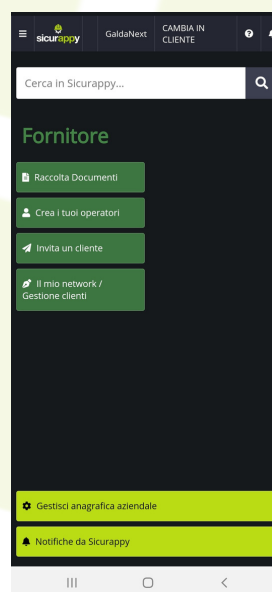 sicurappy
GaldaNext
CAMBIA IN
CLIENTE
Cerca in Sicurappy...
Fornitore
Raccolta Documenti
Crea i tuoi operatori
Invita un cliente
Il mio network /
Gestione clienti
Gestisci anagrafica aziendale
Notifiche da Sicurappy